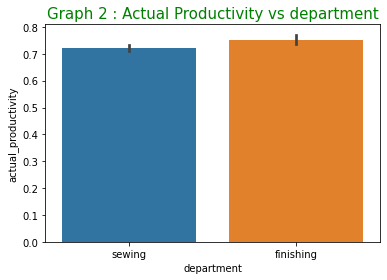 Graph 2 : Actual Productivity vs department
0.8
0.7
0.6
0.5
0.4
0.3
0.2
0.1
0.0
actual_productivity
sewing
finishing
department